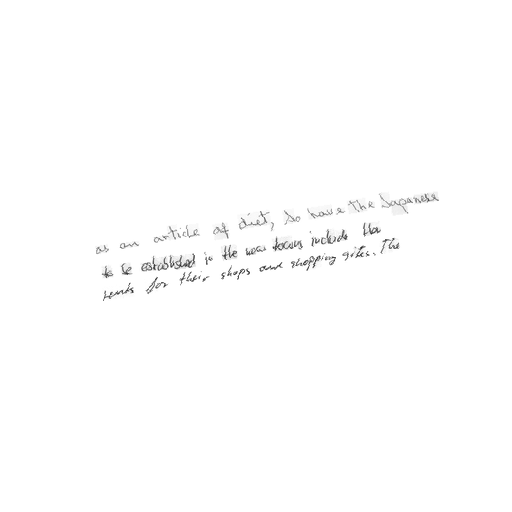 as an article of diet, so have the Japanese
to be established in the new towns include the
rents for their shops and shopping sites. The